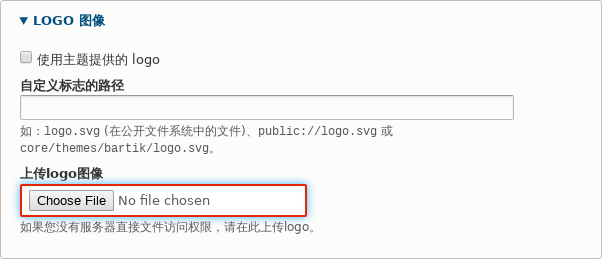 LOGO 图像
使用主题提供的 logo
自定义标志的路径
如：logo.svg (在公开文件系统中的文件)、public://logo.svg 或
core/themes/bartik/logo.svg。
上传logo图像
Choose File No file chosen
如果您没有服务器直接文件访问权限，请在此上传logo。